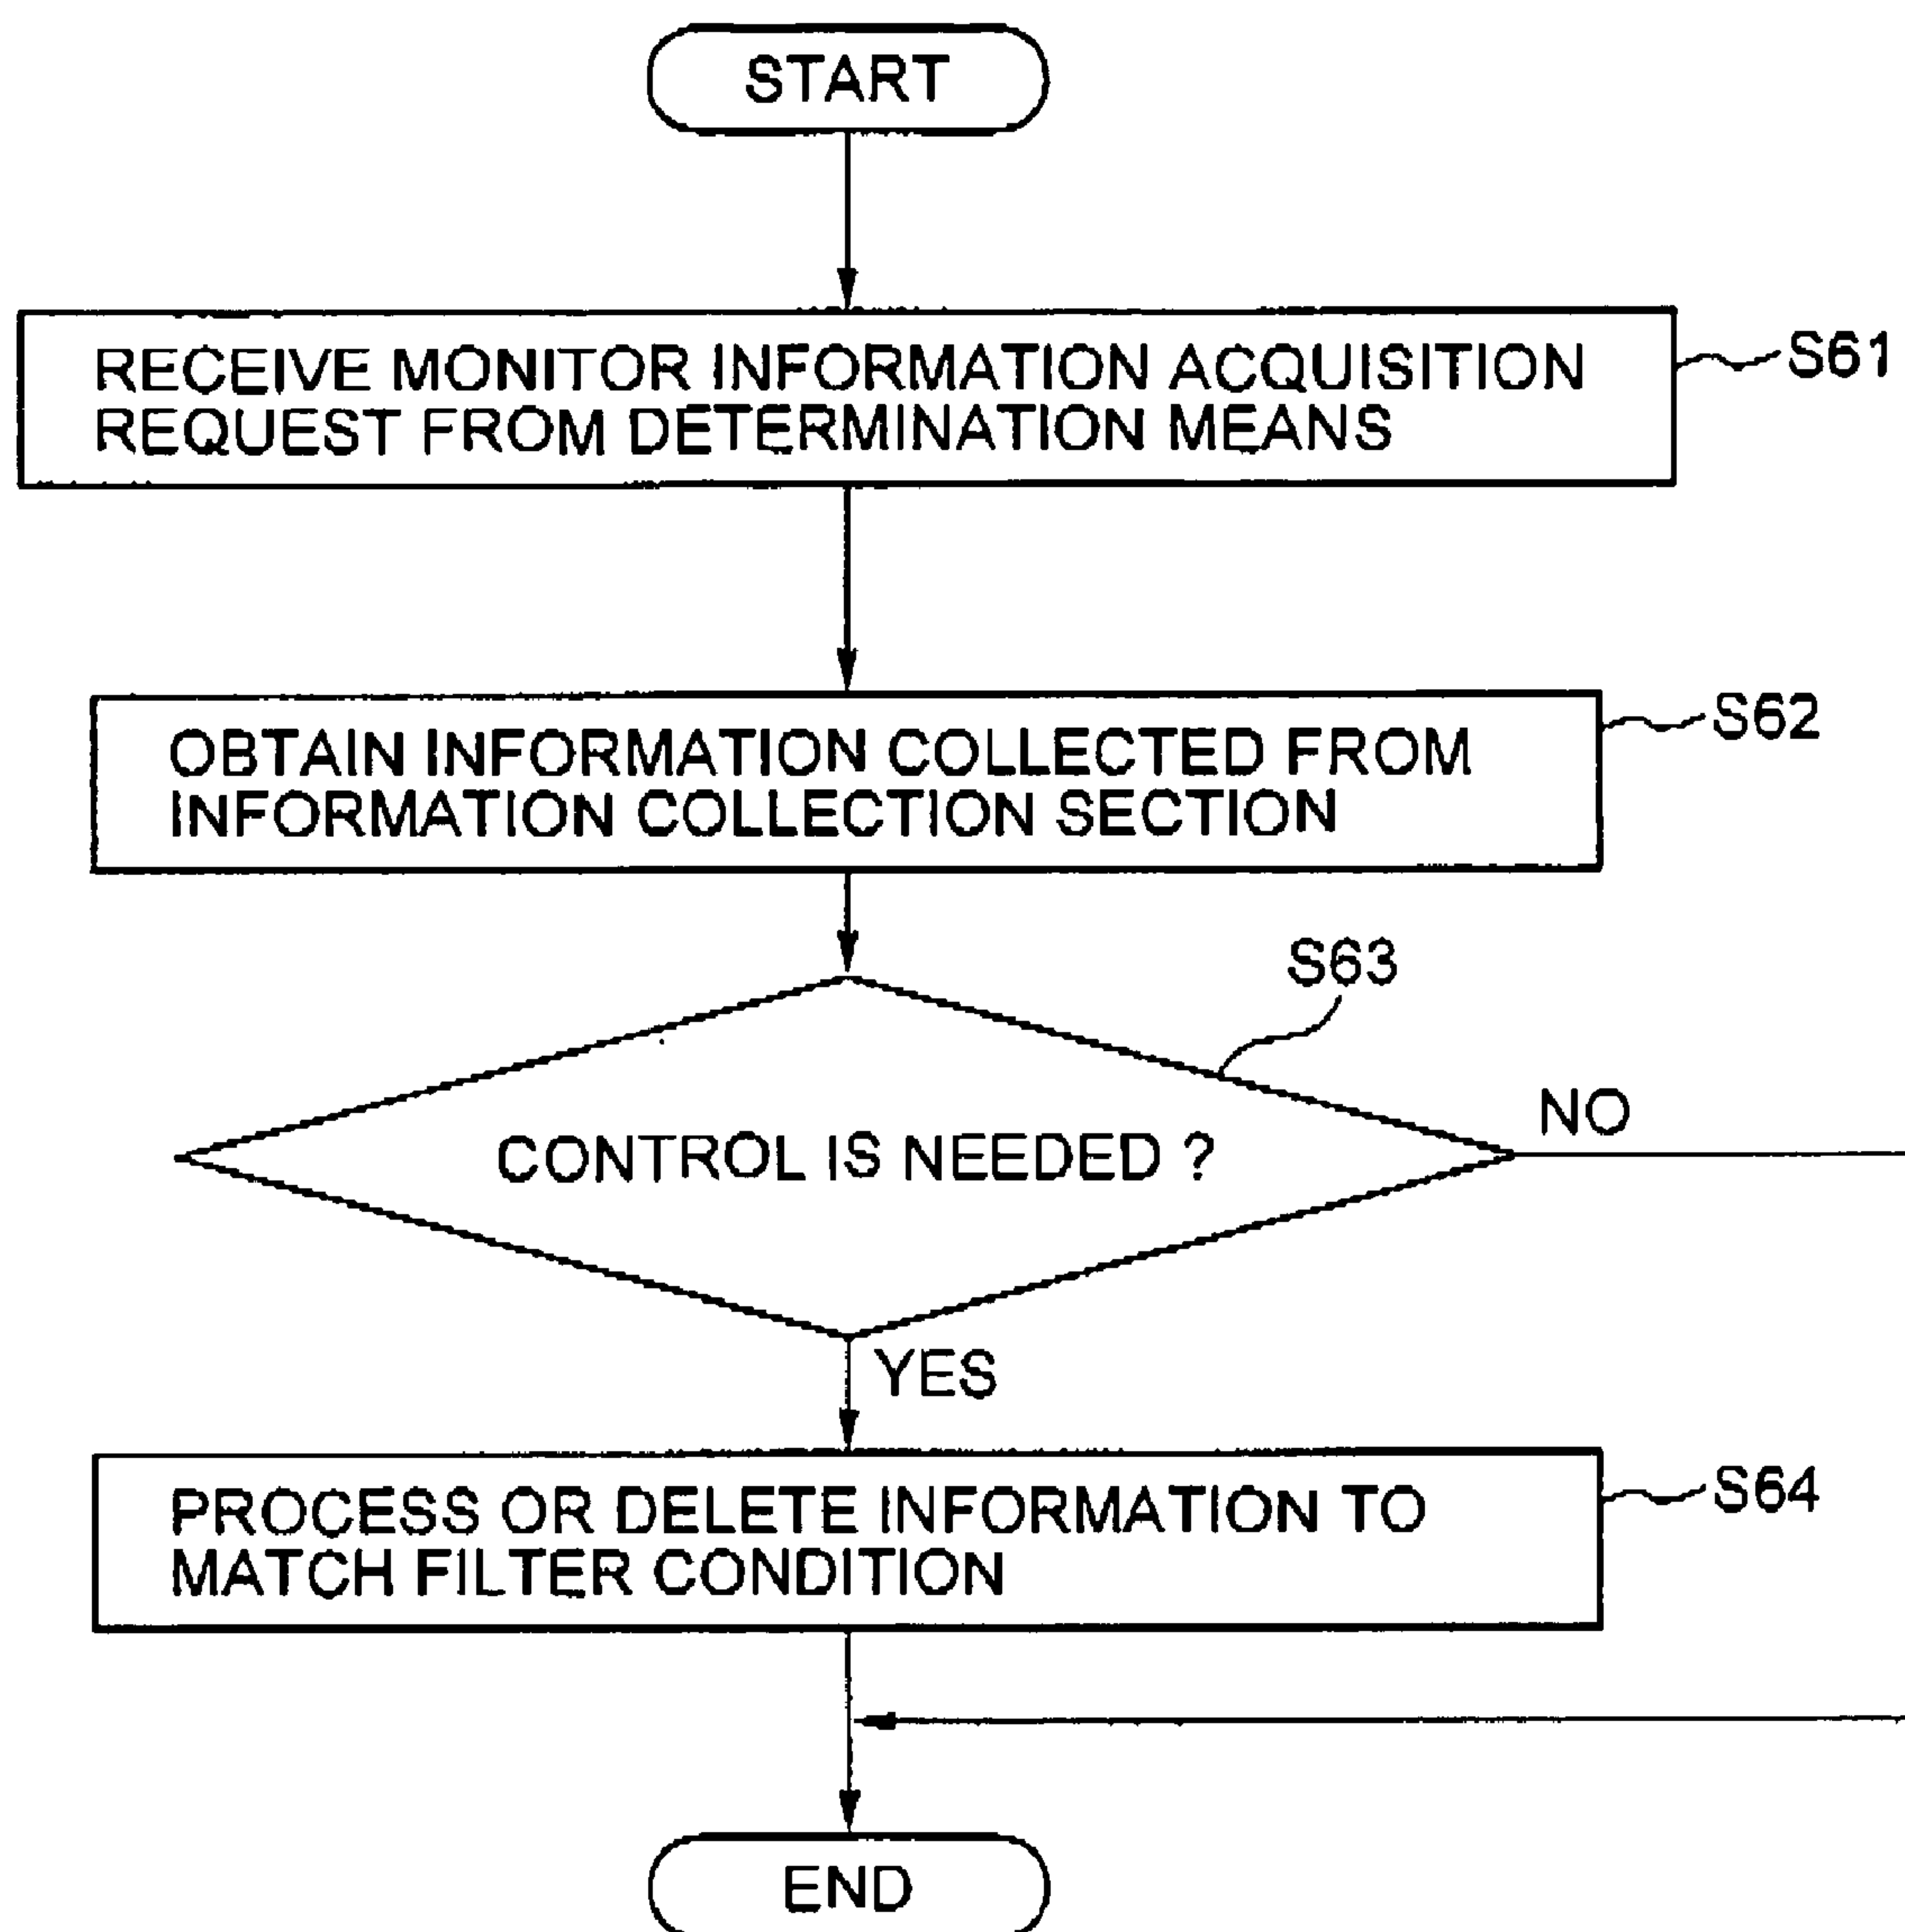 START
RECEIVE MONITOR INFORMATION ACQUISITION
REQUEST FROM DETERMINATION MEANS
S61
OBTAIN INFORMATION COLLECTED FROM
INFORMATION COLLECTION SECTION
S62
S63
CONTROL IS NEEDED ?
NO
YES
PROCESS OR DELETE INFORMATION TO
MATCH FILTER CONDITION
S64
END